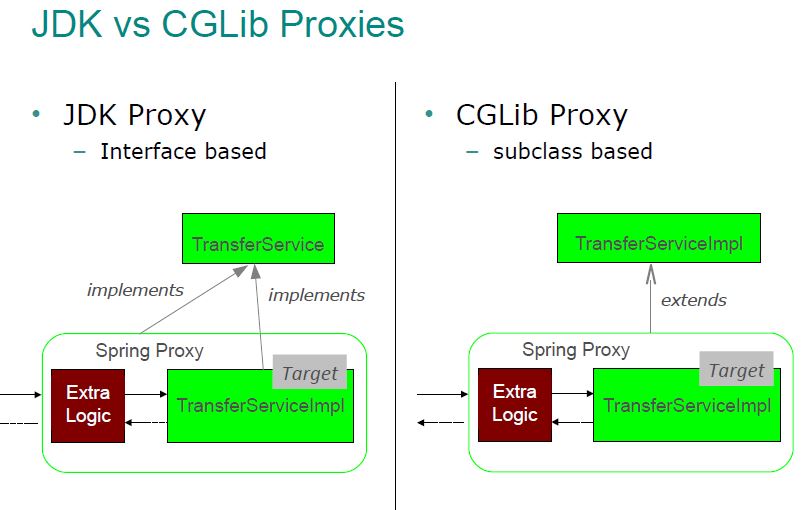 JDK vs CGLib Proxies
• JDK Proxy
– Interface based
TransferService
implements
implements
Spring Proxy
Target
Extra
Logic
TransferServiceImpl
• CGLib Proxy
– subclass based
TransferServiceImpl
extends
Spring Proxy
Target
Extra
Logic
TransferServiceImpl